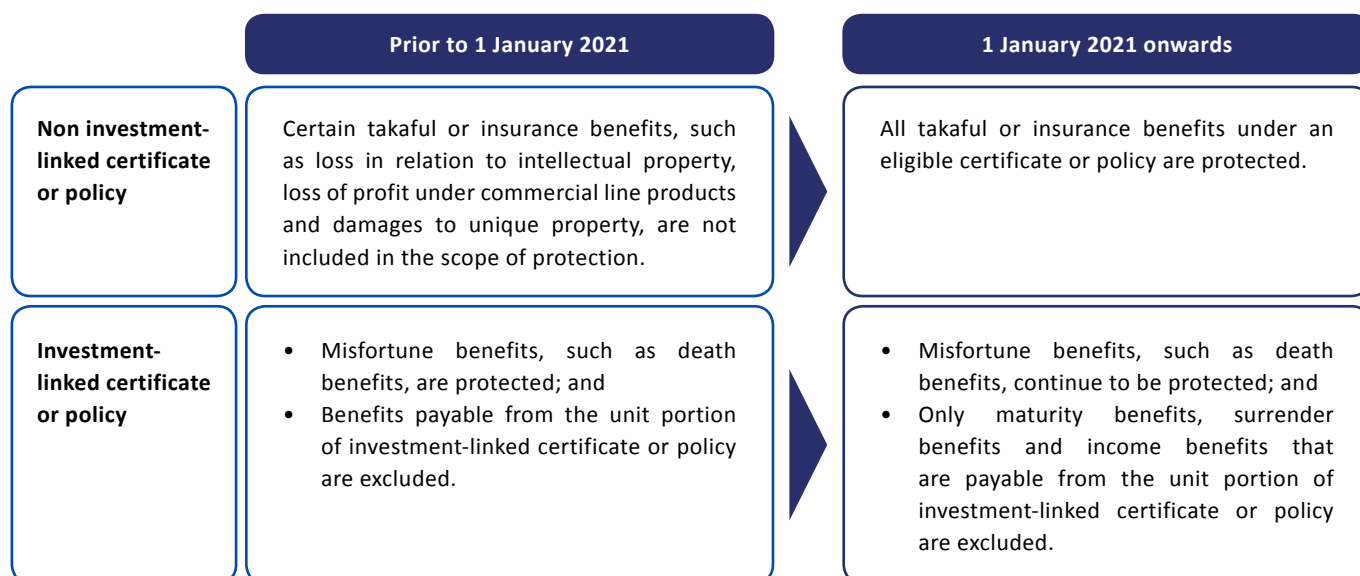 Prior to 1 January 2021
1 January 2021 onwards
Non investment-
linked certificate
or policy
Certain takaful or insurance benefits, such
as loss in relation to intellectual property,
loss of profit under commercial line products
and damages to unique property, are not
included in the scope of protection.
All takaful or insurance benefits under an
eligible certificate or policy are protected.
Investment-
linked certificate
or policy
• Misfortune benefits, such as death
benefits, are protected; and
• Benefits payable from the unit portion
of investment-linked certificate or policy
are excluded.
• Misfortune benefits, such as death
benefits, continue to be protected; and
• Only maturity benefits, surrender
benefits and income benefits that
are payable from the unit portion of
investment-linked certificate or policy
are excluded.